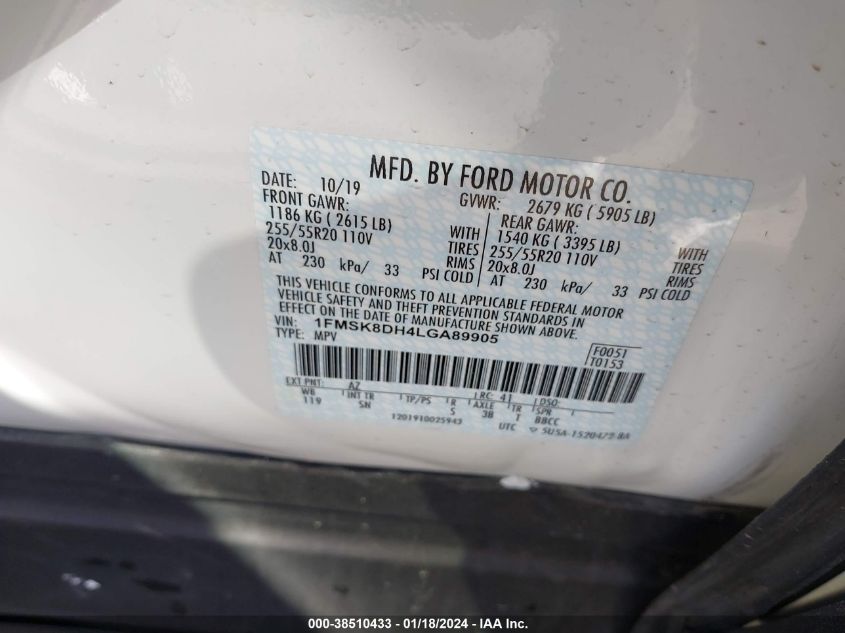 MFD. BY FORD MOTOR CO.
DATE: 10/19 GVWR: 2679 KG ( 5905 LB)
FRONT GAWR: REAR GAWR:
1186 KG ( 2615 LB) WITH 1540 KG ( 3395 LB) WITH
255/55R20 110V TIRES 255/55R20 110V TIRES
20x8.0J RIMS 20x8.0J RIMS
AT 230 kPa/ 33 PSI COLD AT 230 kPa/ 33 PSI COLD
THIS VEHICLE CONFORMS TO ALL APPLICABLE FEDERAL MOTOR
VEHICLE SAFETY AND THEFT PREVENTION STANDARDS IN
EFFECT ON THE DATE OF MANUFACTURE SHOWN ABOVE.
VIN: 1FMSK8DH4LGA89905
TYPE: MPV
F0051
T0153
EXT PNT: AZ RC: 41 DSO:
WB INT TR TP/PS R AXLE TR SPR
119 SN S 3B T BBCC
1201910025943 UTC 5U5A-1520472-BA
000-38510433 - 01/18/2024 - IAA Inc.